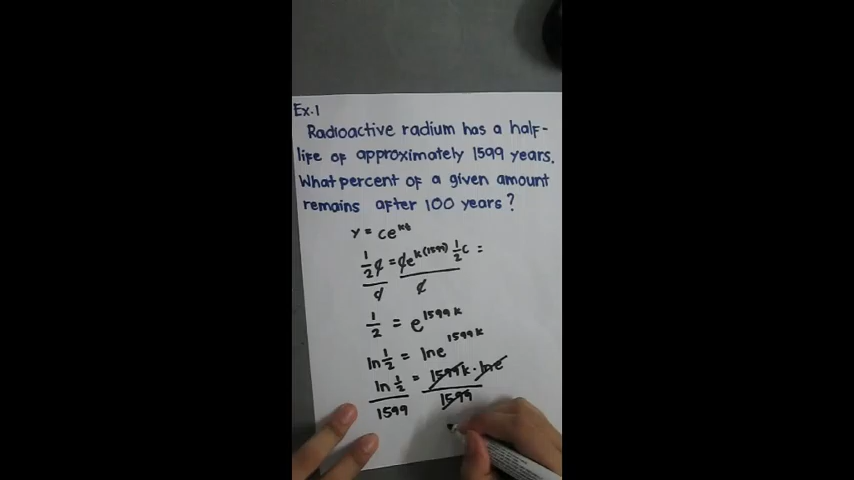 Ex.1
Radioactive radium has a half-
life of approximately 1599 years.
What percent of a given amount
remains after 100 years?
y = ce^kt
1/2 c = ce^k(1599) 1/2 c =
c c
1/2 = e^1599k
ln 1/2 = ln e^1599k
ln 1/2 = 1599k · ln e
1599 1599